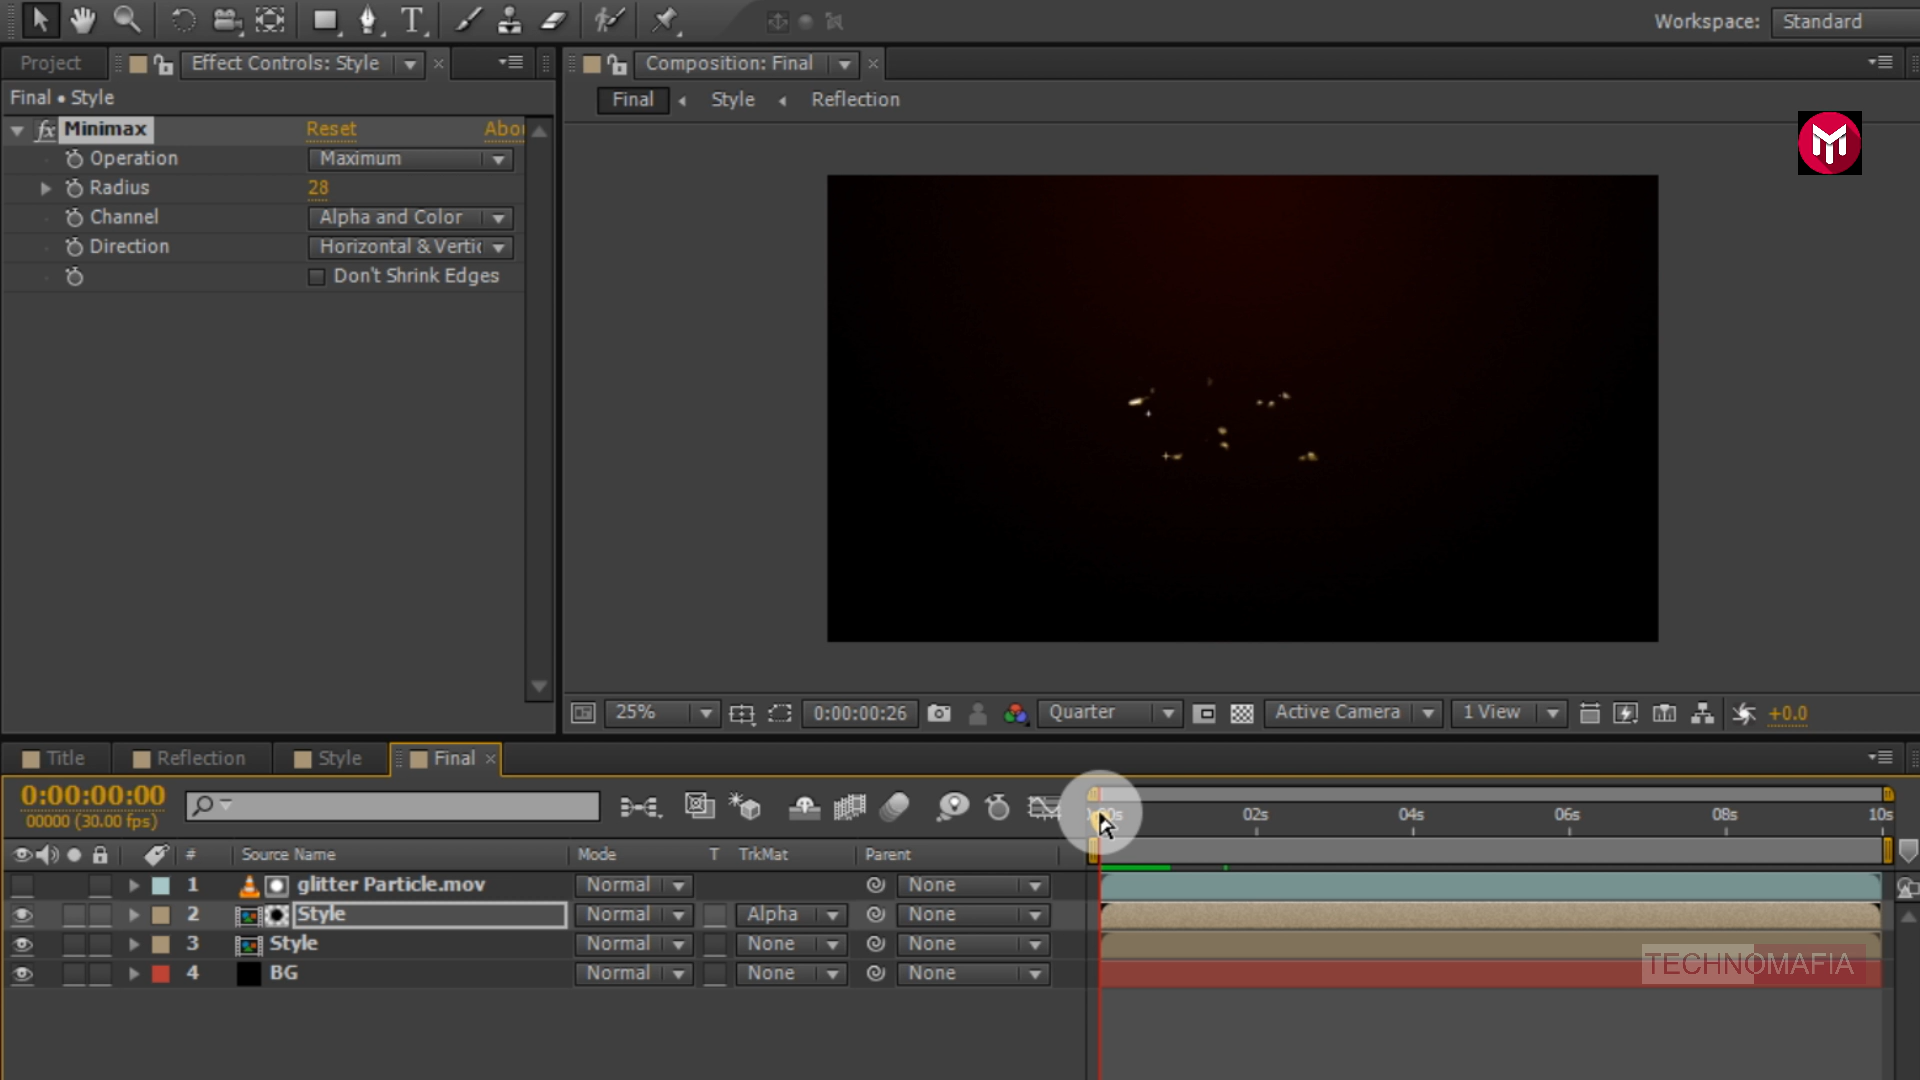 Workspace: Standard
Project Effect Controls: Style
Composition: Final
Final • Style
Final Style Reflection
fx Minimax Reset Abou
Operation Maximum
Radius 28
Channel Alpha and Color
Direction Horizontal & Vertic
Don't Shrink Edges
25% 0:00:00:26 Quarter Active Camera 1 View +0.0
Title Reflection Style Final
0:00:00:00
00000 (30.00 fps)
02s 04s 06s 08s 10s
# Source Name Mode T TrkMat Parent
1 glitter Particle.mov Normal None
2 Style Normal Alpha None
3 Style Normal None None
4 BG Normal None None
TECHNOMAFIA